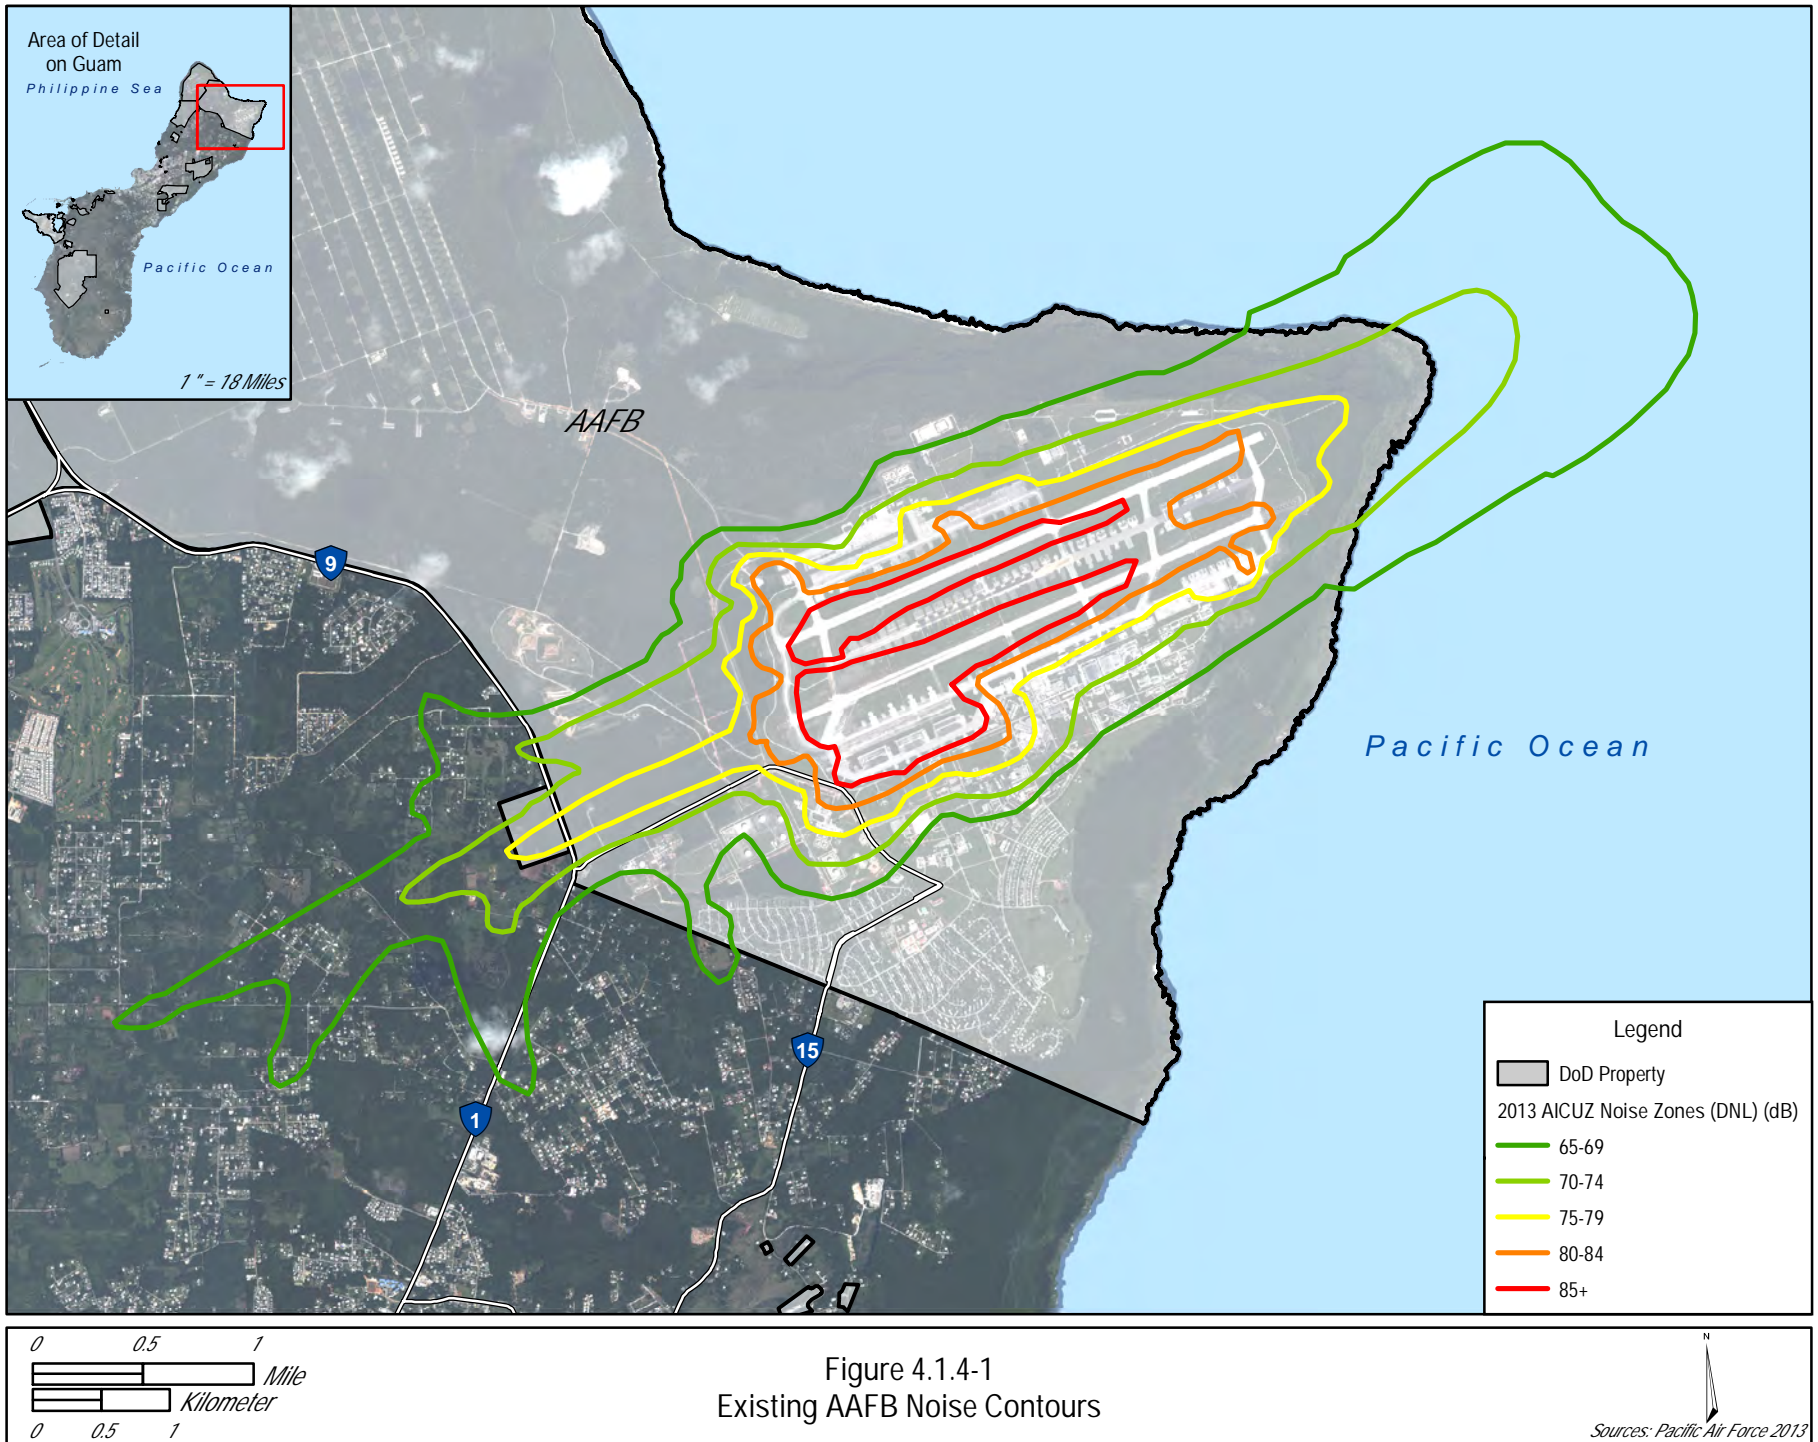 Area of Detail
on Guam
Philippine Sea
Pacific Ocean
1 " = 18 Miles
AAFB
9
Pacific Ocean
15
1
Legend
DoD Property
2013 AICUZ Noise Zones (DNL) (dB)
65-69
70-74
75-79
80-84
85+
0 0.5 1
Mile
Kilometer
0 0.5 1
Figure 4.1.4-1
Existing AAFB Noise Contours
N
Sources: Pacific Air Force 2013